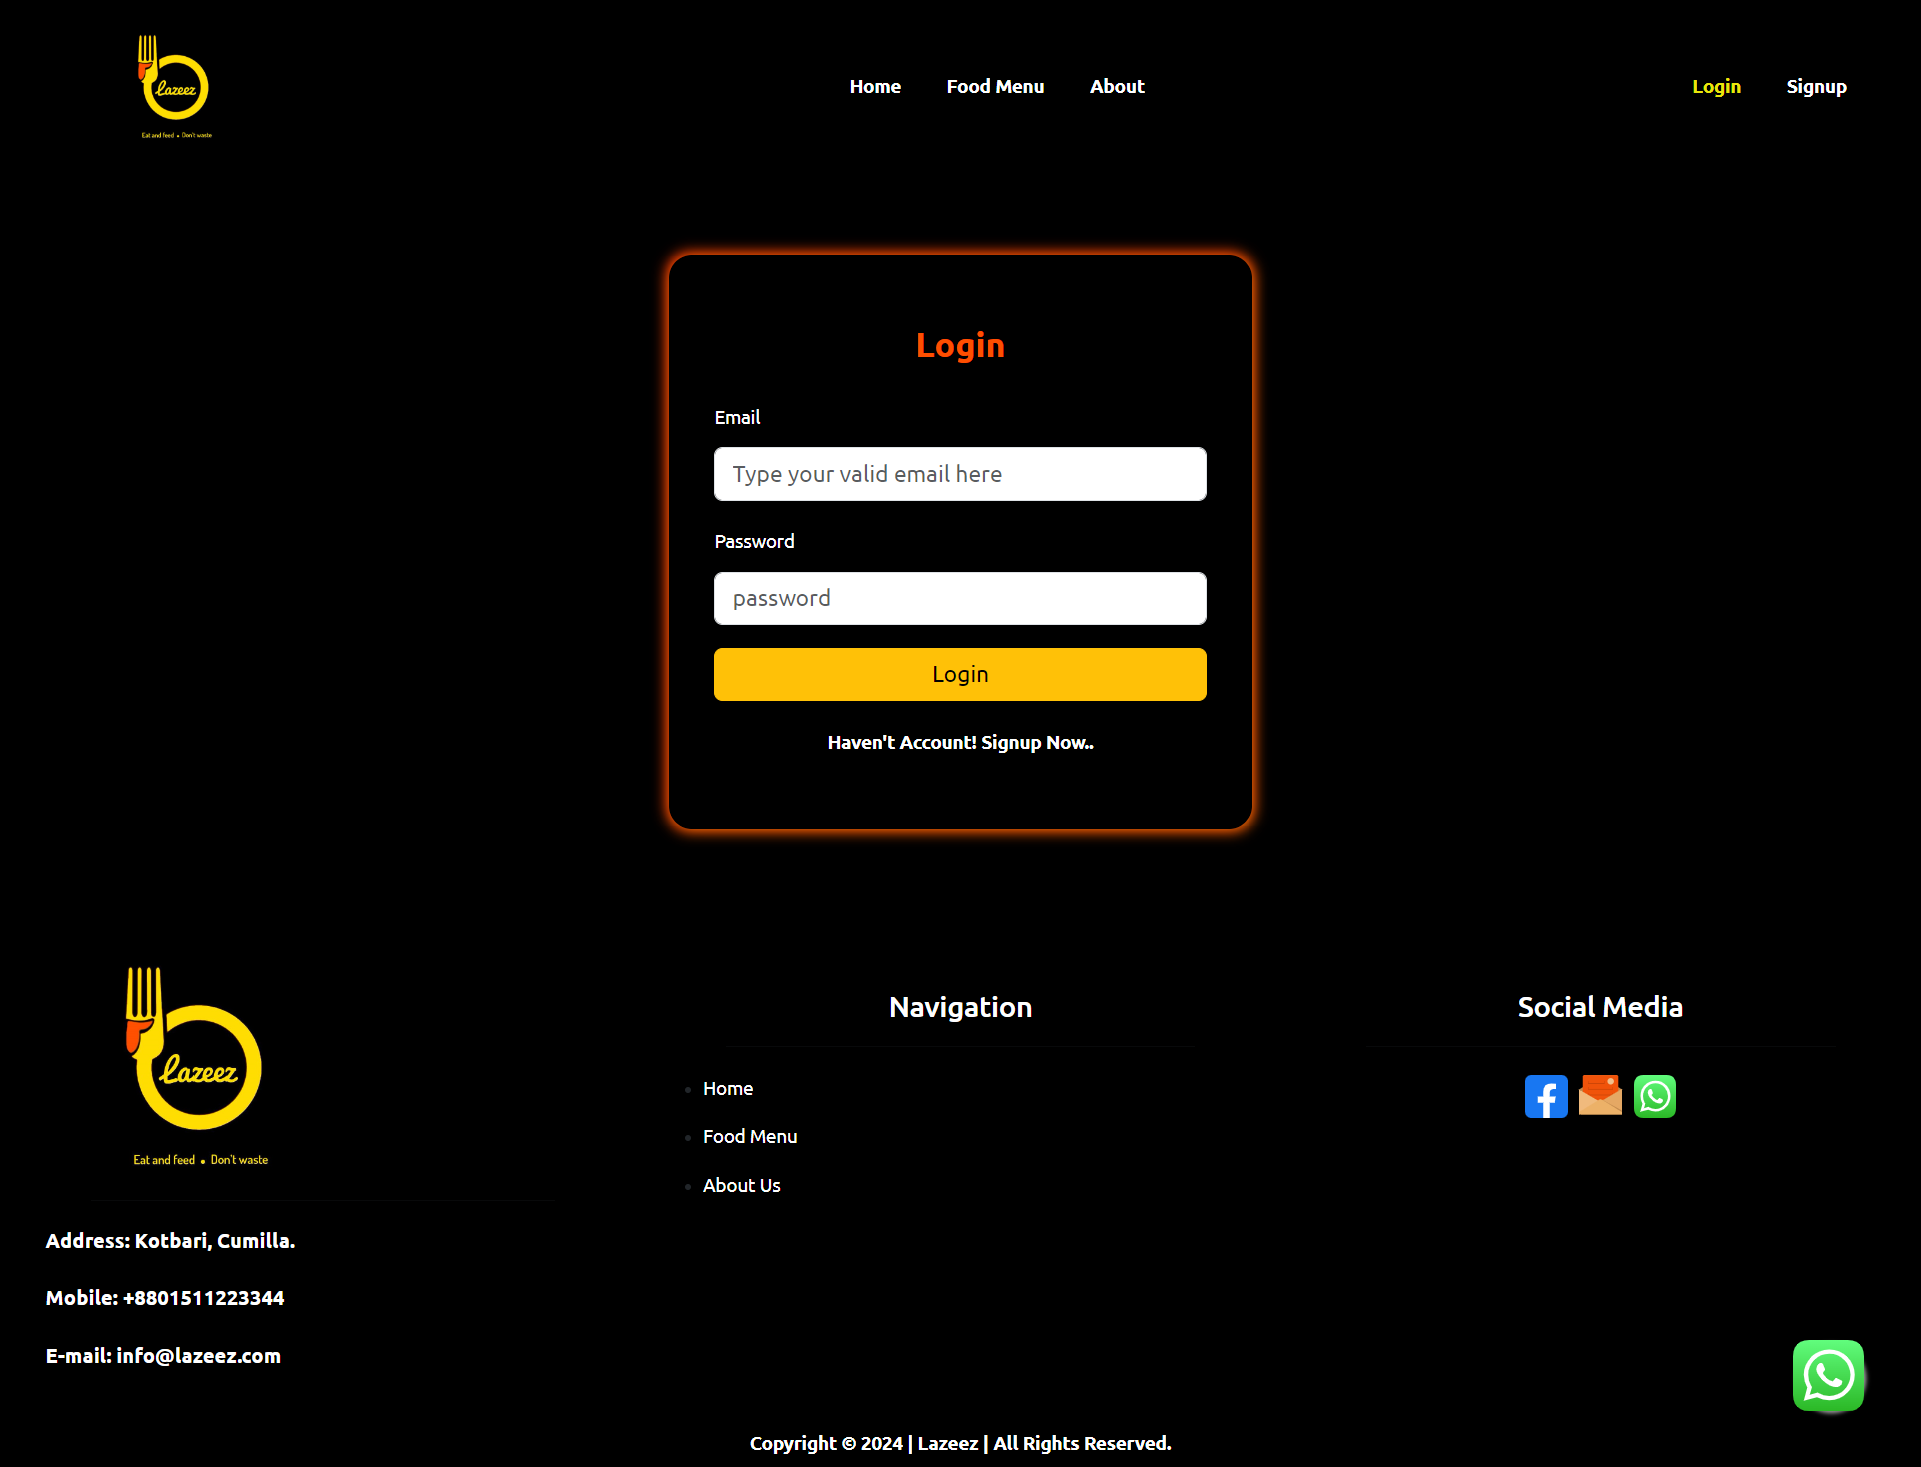 Lazeez
Eat and feed • Don't waste
Home Food Menu About
Login Signup
Login
Email
Type your valid email here
Password
password
Login
Haven't Account! Signup Now..
Lazeez
Eat and feed • Don't waste
Address: Kotbari, Cumilla.
Mobile: +8801511223344
E-mail: info@lazeez.com
Navigation
Home
Food Menu
About Us
Social Media
Copyright © 2024 | Lazeez | All Rights Reserved.